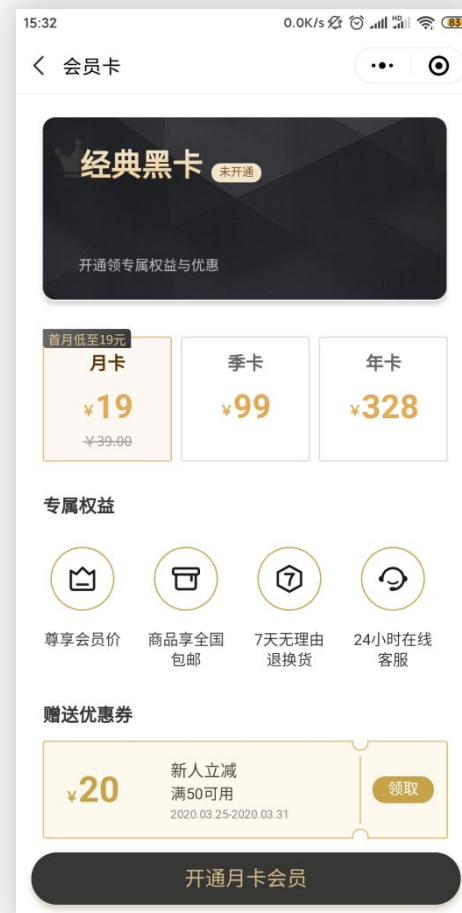 15:32
0.0K/s
HD
83
会员卡
经典黑卡
未开通
开通领专属权益与优惠
首月低至19元
月卡
季卡
年卡
¥19
¥99
¥328
¥39.00
专属权益
7
尊享会员价
商品享全国
包邮
7天无理由
退换货
24小时在线
客服
赠送优惠券
¥20
新人立减
满50可用
2020.03.25-2020.03.31
领取
开通月卡会员